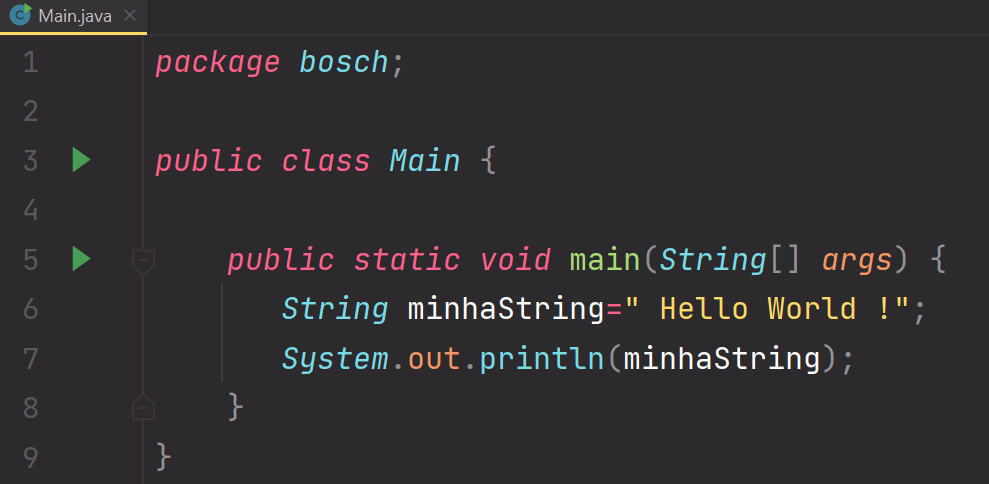 Main.java
1 package bosch;
2
3 public class Main {
4
5     public static void main(String[] args) {
6        String minhaString=" Hello World !";
7        System.out.println(minhaString);
8     }
9 }